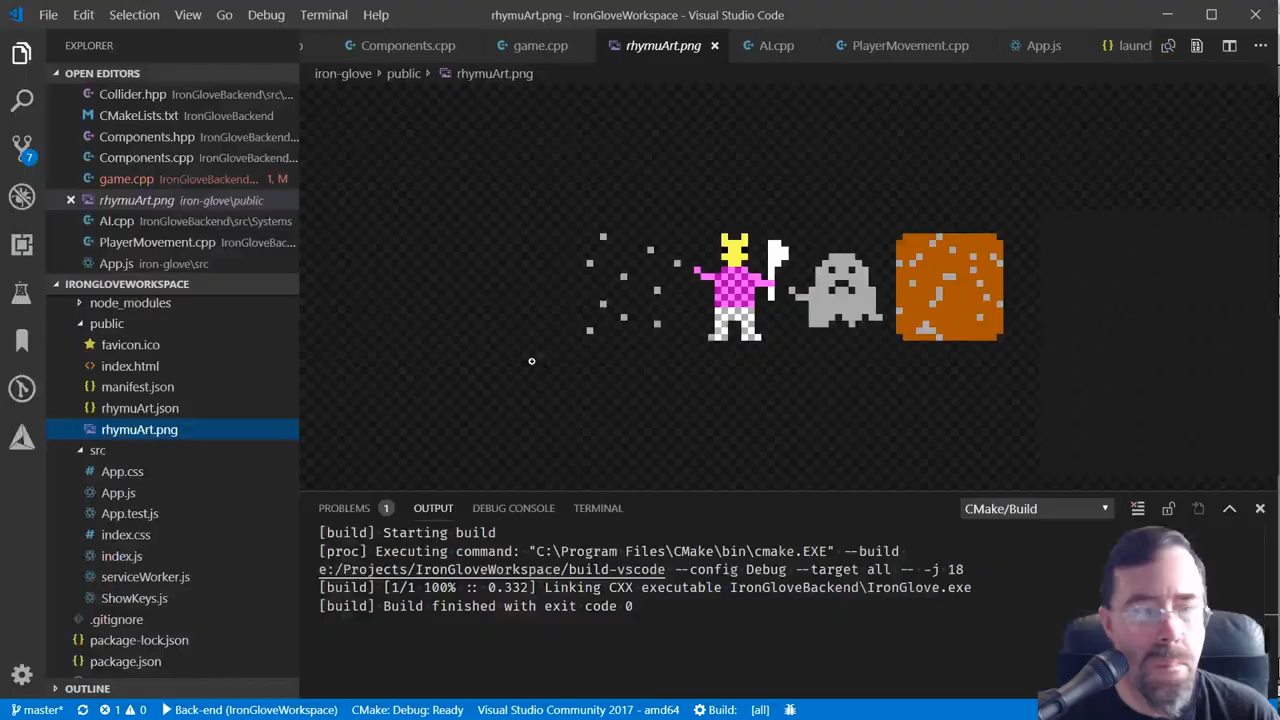 File Edit Selection View Go Debug Terminal Help
rhymuArt.png - IronGloveWorkspace - Visual Studio Code
EXPLORER
Components.cpp game.cpp rhymuArt.png AI.cpp PlayerMovement.cpp App.js launcl
OPEN EDITORS
iron-glove public rhymuArt.png
Collider.hpp IronGloveBackend\src\...
CMakeLists.txt IronGloveBackend
Components.hpp IronGloveBackend...
Components.cpp IronGloveBackend...
game.cpp IronGloveBackend... 1, M
rhymuArt.png iron-glove\public
AI.cpp IronGloveBackend\src\Systems
PlayerMovement.cpp IronGloveBac...
App.js iron-glove\src
IRONGLOVEWORKSPACE
node_modules
public
favicon.ico
index.html
manifest.json
rhymuArt.json
rhymuArt.png
src
App.css
App.js
App.test.js
index.css
index.js
serviceWorker.js
ShowKeys.js
.gitignore
package-lock.json
package.json
OUTLINE
7
PROBLEMS 1 OUTPUT DEBUG CONSOLE TERMINAL CMake/Build
[build] Starting build
[proc] Executing command: "C:\Program Files\CMake\bin\cmake.EXE" --build
e:/Projects/IronGloveWorkspace/build-vscode --config Debug --target all -- -j 18
[build] [1/1 100% :: 0.332] Linking CXX executable IronGloveBackend\IronGlove.exe
[build] Build finished with exit code 0
master* 1 0 Back-end (IronGloveWorkspace) CMake: Debug: Ready Visual Studio Community 2017 - amd64 Build: [all]